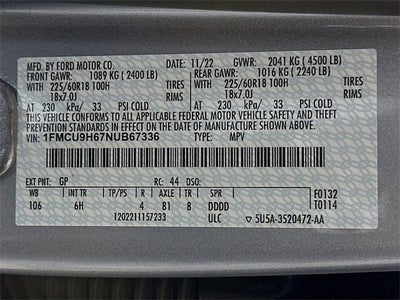 MFD. BY FORD MOTOR CO. 11/22 GVWR: 2041 KG ( 4500 LB)
FRONT GAWR: 1089 KG ( 2400 LB) REAR GAWR: 1016 KG ( 2240 LB)
WITH 225/60R18 100H TIRES WITH 225/60R18 100H TIRES
18x7.0J RIMS 18x7.0J RIMS
AT 230 kPa/ 33 PSI COLD AT 230 kPa/ 33 PSI COLD
THIS VEHICLE CONFORMS TO ALL APPLICABLE FEDERAL MOTOR VEHICLE SAFETY AND
THEFT PREVENTION STANDARDS IN EFFECT ON THE DATE OF MANUFACTURE SHOWN ABOVE.
VIN: 1FMCU9H67NUB67336 TYPE: MPV
EXT PNT: GP RC: 44 DSO: F0132
WB INT TR TP/PS R AXLE TR SPR T0114
106 6H 4 81 8 DDDD
1202211157233 ULC 5U5A-3520472-AA